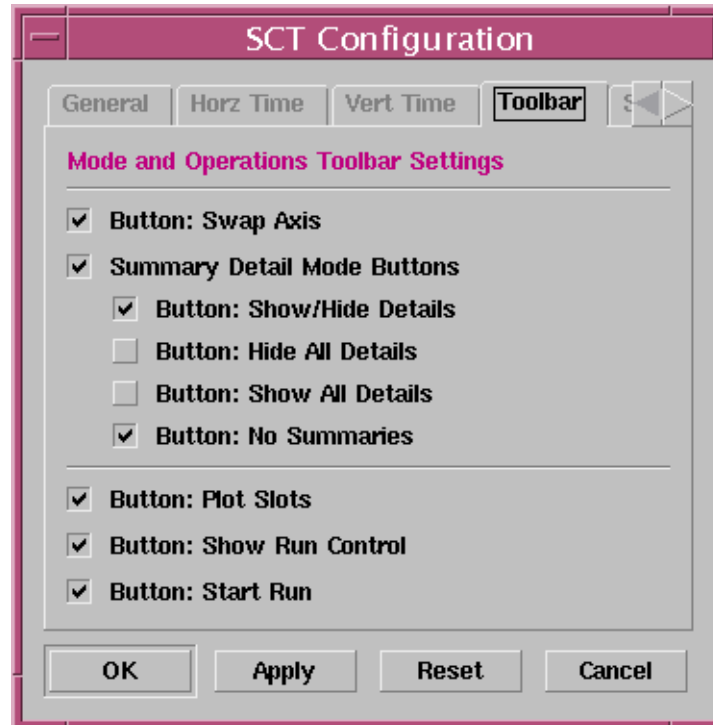 SCT Configuration
General
Horz Time
Vert Time
Toolbar
Mode and Operations Toolbar Settings
Button: Swap Axis
Summary Detail Mode Buttons
Button: Show/Hide Details
Button: Hide All Details
Button: Show All Details
Button: No Summaries
Button: Plot Slots
Button: Show Run Control
Button: Start Run
OK
Apply
Reset
Cancel